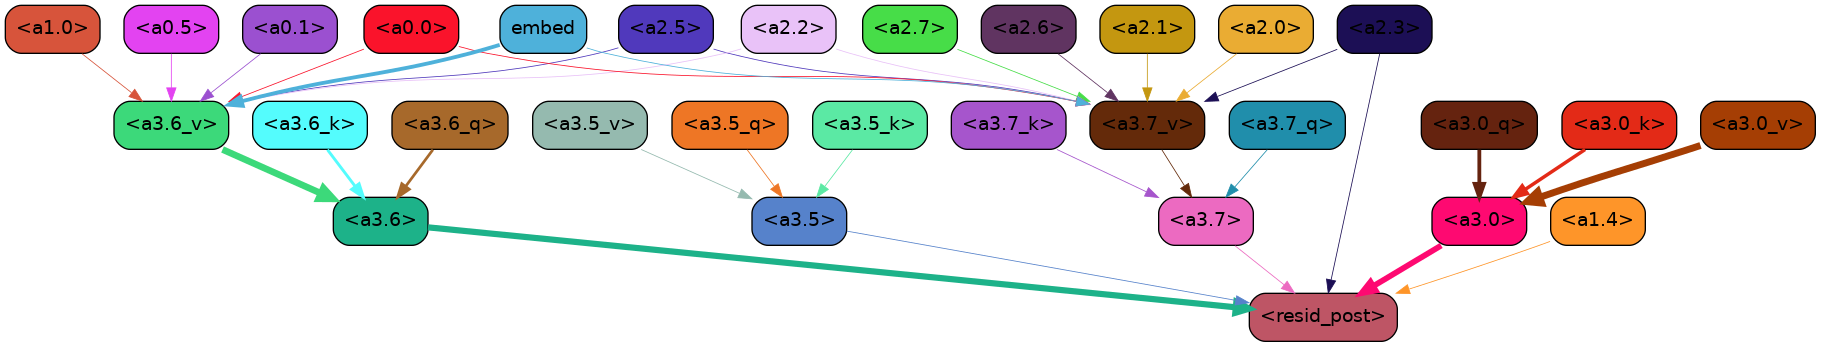 <a1.0> <a0.5> <a0.1> <a0.0> embed <a2.5> <a2.2> <a2.7> <a2.6> <a2.1> <a2.0> <a2.3>
<a3.6_v> <a3.6_k> <a3.6_q> <a3.5_v> <a3.5_q> <a3.5_k> <a3.7_k> <a3.7_v> <a3.7_q> <a3.0_q> <a3.0_k> <a3.0_v>
<a3.6> <a3.5> <a3.7> <a3.0> <a1.4>
<resid_post>